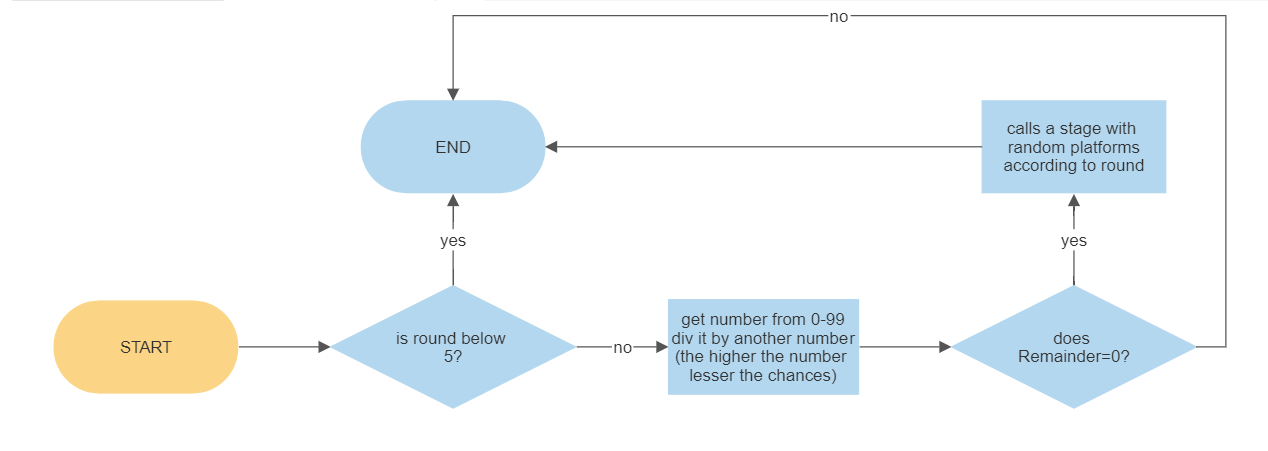 no
END
calls a stage with
random platforms
according to round
yes
yes
START
is round below
5?
no
get number from 0-99
div it by another number
(the higher the number
lesser the chances)
does
Remainder=0?